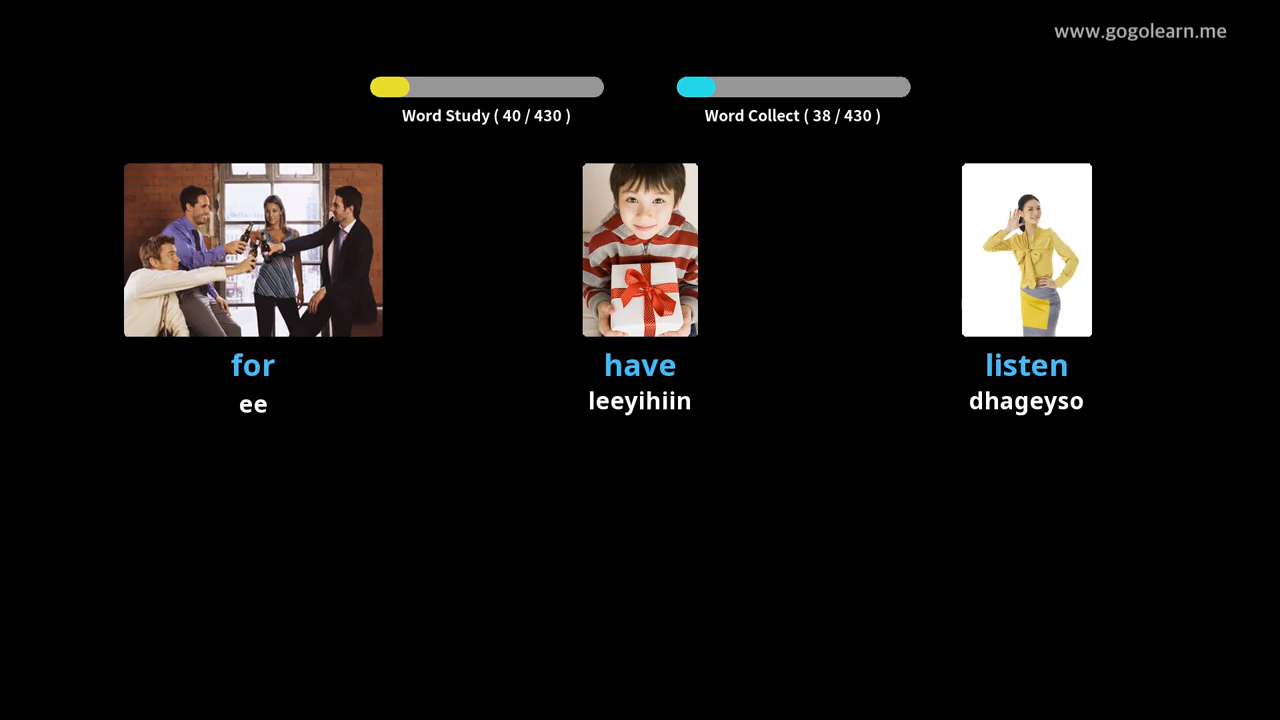 www.gogolearn.me
Word Study ( 40 / 430 )
Word Collect ( 38 / 430 )
for
ee
have
leeyihiin
listen
dhageyso